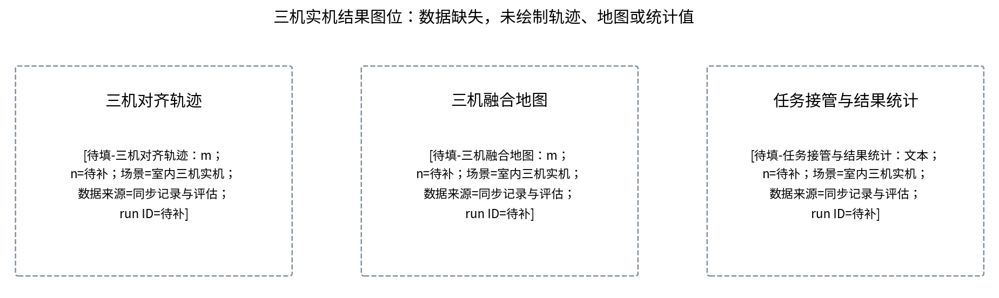 三机实机结果图位：数据缺失，未绘制轨迹、地图或统计值
三机对齐轨迹
[待填-三机对齐轨迹：m；
n=待补；场景=室内三机实机；
数据来源=同步记录与评估；
run ID=待补]
三机融合地图
[待填-三机融合地图：m；
n=待补；场景=室内三机实机；
数据来源=同步记录与评估；
run ID=待补]
任务接管与结果统计
[待填-任务接管与结果统计：文本；
n=待补；场景=室内三机实机；
数据来源=同步记录与评估；
run ID=待补]